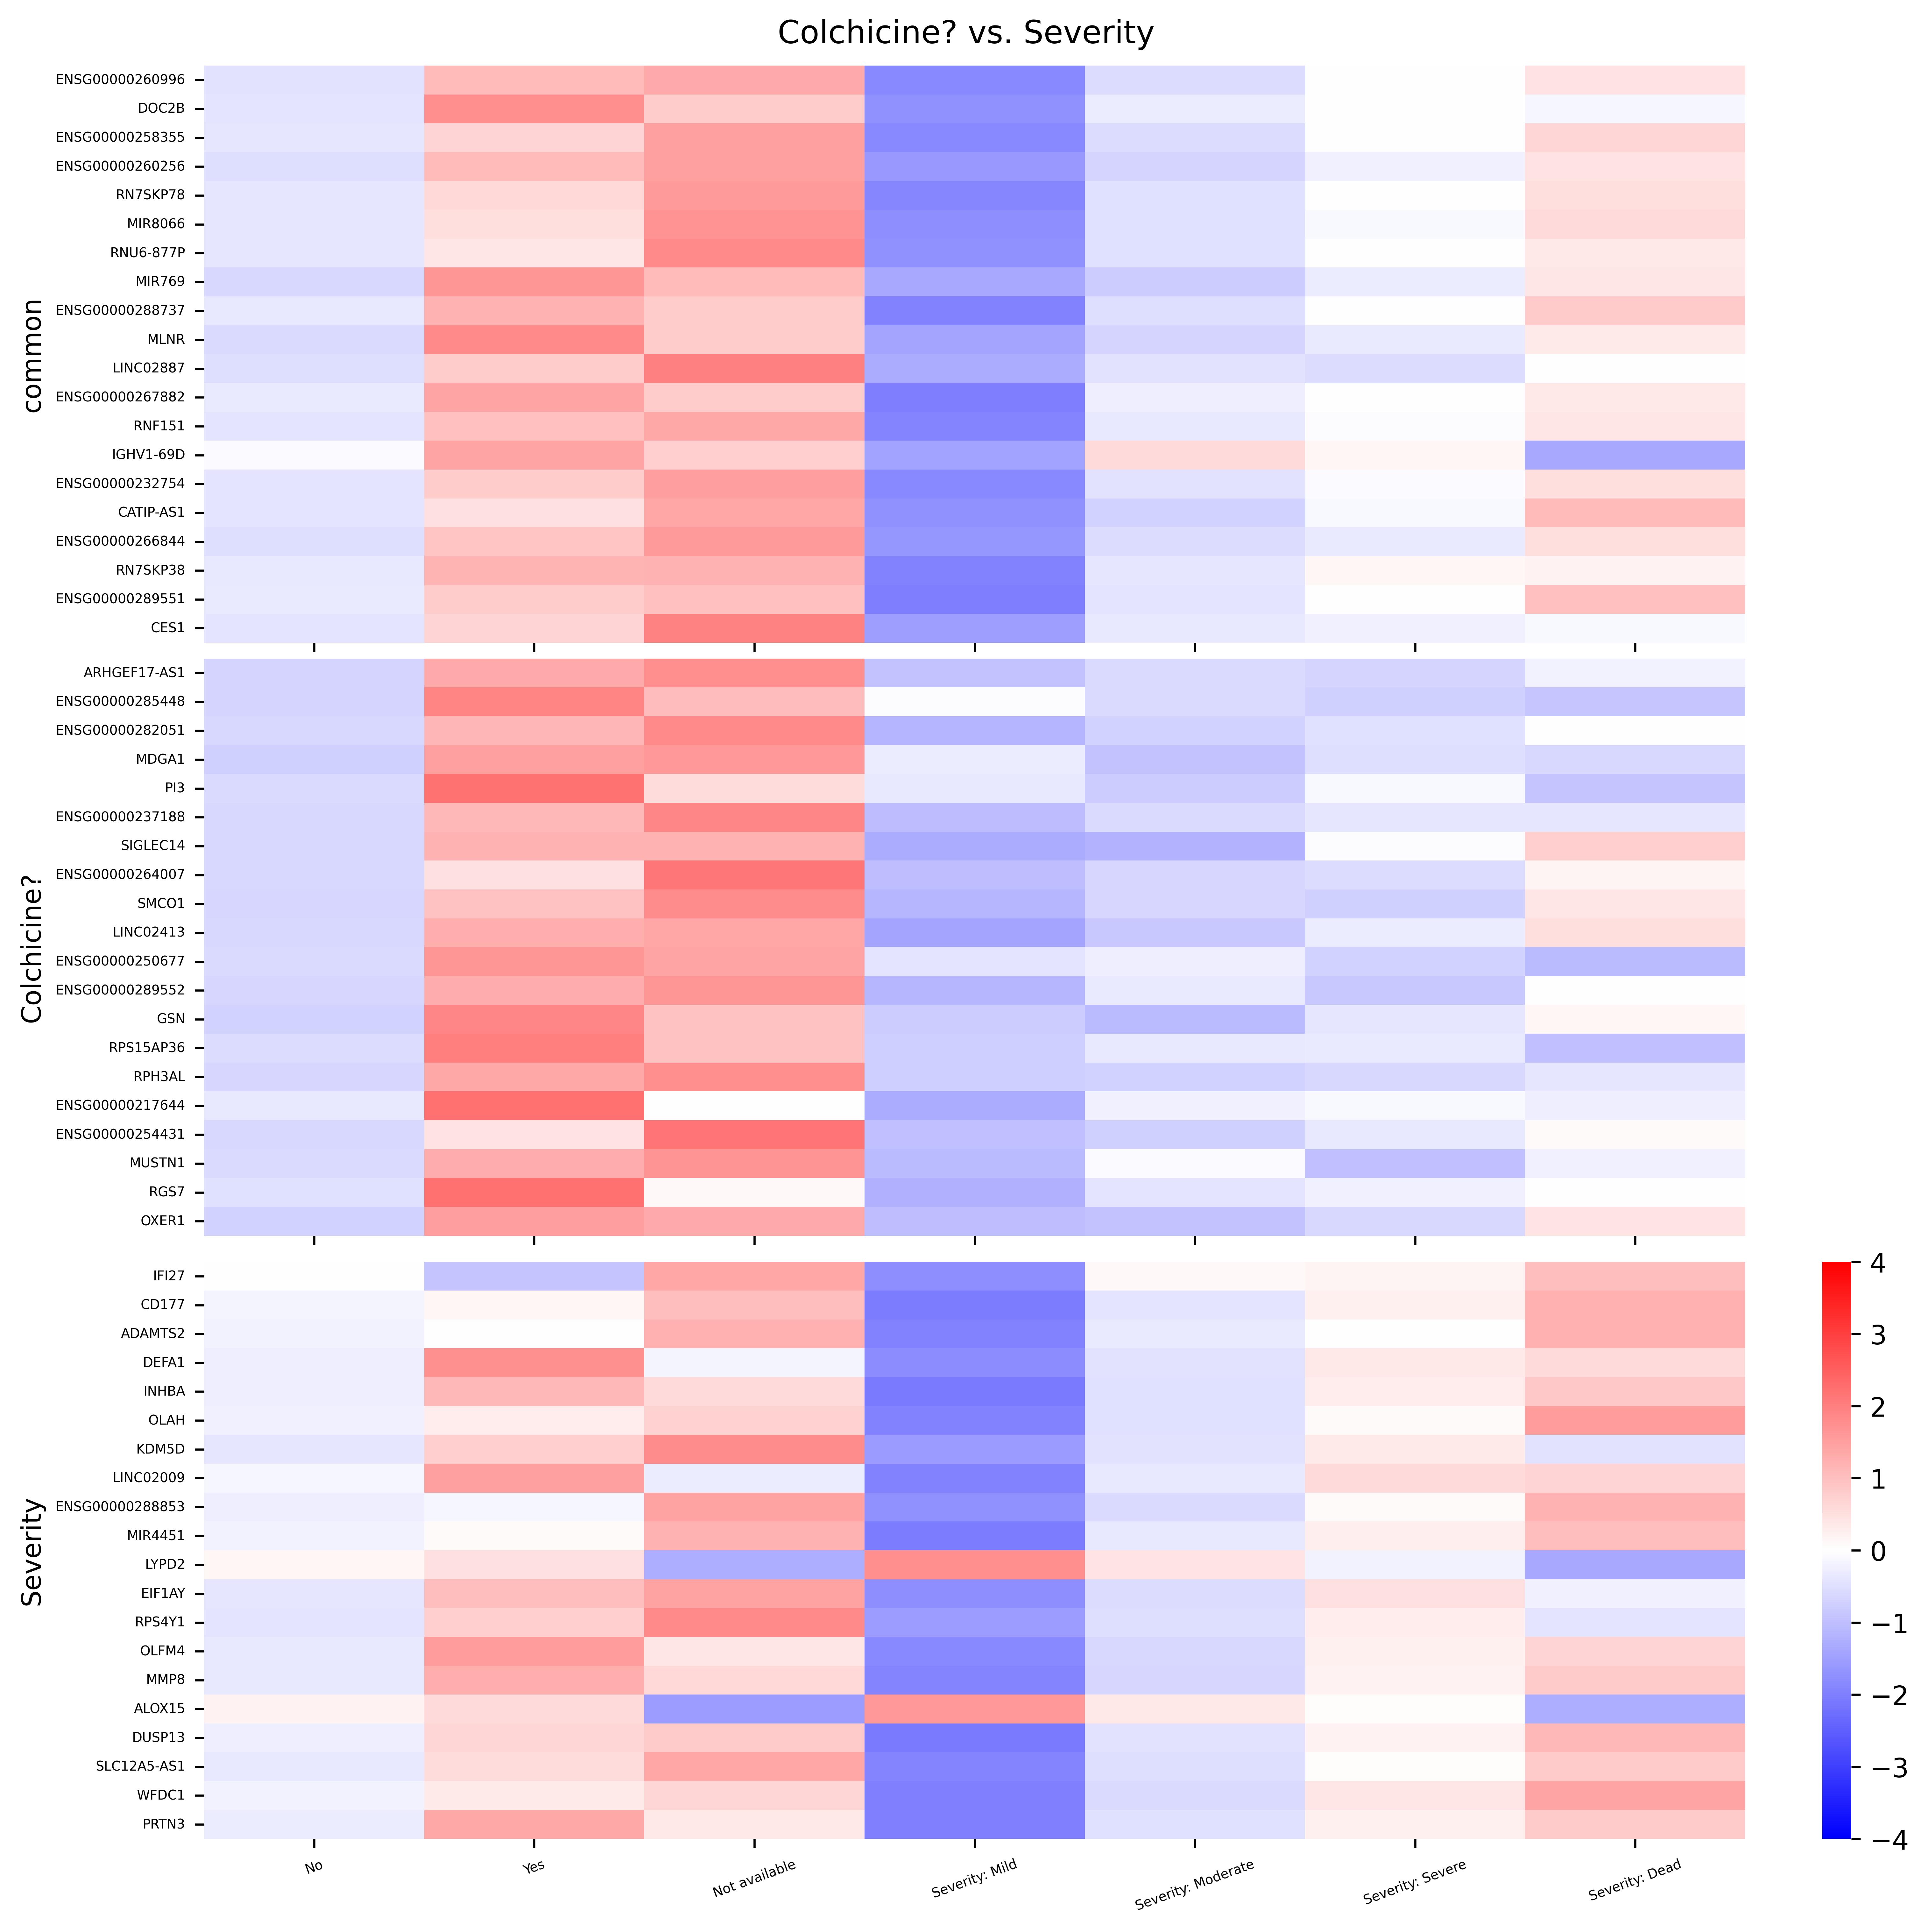 Colchicine? vs. Severity
common
ENSG00000260996
DOC2B
ENSG00000258355
ENSG00000260256
RN7SKP78
MIR8066
RNU6-877P
MIR769
ENSG00000288737
MLNR
LINC02887
ENSG00000267882
RNF151
IGHV1-69D
ENSG00000232754
CATIP-AS1
ENSG00000266844
RN7SKP38
ENSG00000289551
CES1
Colchicine?
ARHGEF17-AS1
ENSG00000285448
ENSG00000282051
MDGA1
PI3
ENSG00000237188
SIGLEC14
ENSG00000264007
SMCO1
LINC02413
ENSG00000250677
ENSG00000289552
GSN
RPS15AP36
RPH3AL
ENSG00000217644
ENSG00000254431
MUSTN1
RGS7
OXER1
Severity
IFI27
CD177
ADAMTS2
DEFA1
INHBA
OLAH
KDM5D
LINC02009
ENSG00000288853
MIR4451
LYPD2
EIF1AY
RPS4Y1
OLFM4
MMP8
ALOX15
DUSP13
SLC12A5-AS1
WFDC1
PRTN3
No
Yes
Not available
Severity: Mild
Severity: Moderate
Severity: Severe
Severity: Dead
4
3
2
1
0
−1
−2
−3
−4